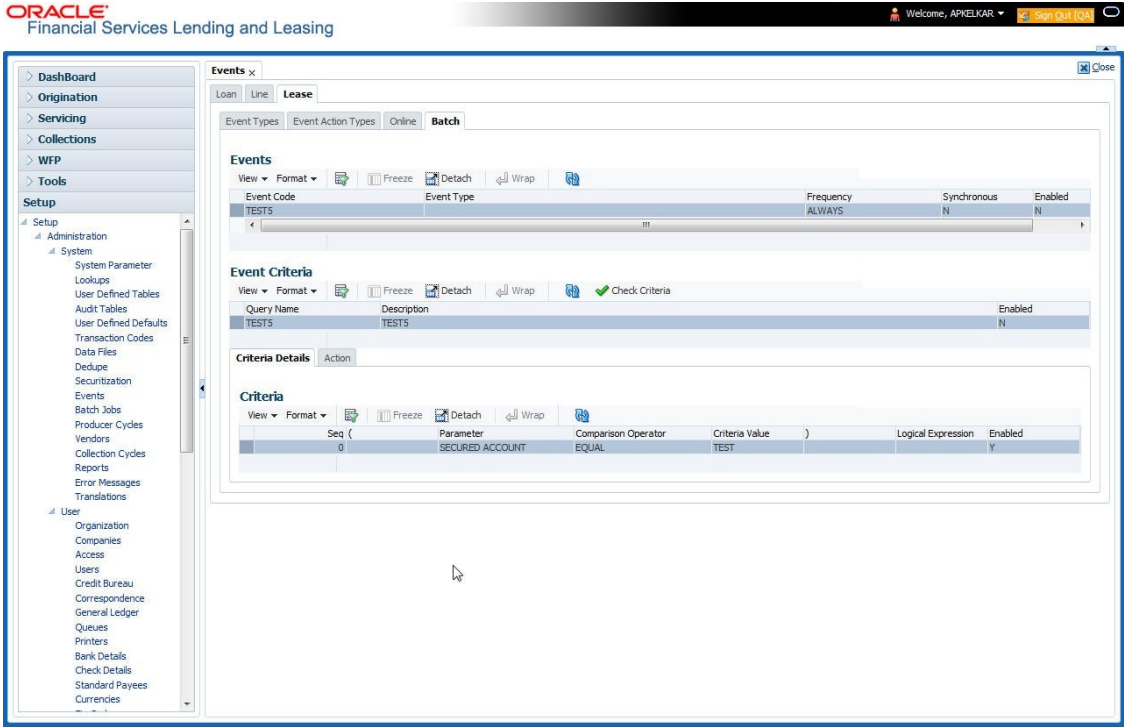 ORACLE
Financial Services Lending and Leasing
Welcome, APKELKAR
Sign Out [QA]
Close
DashBoard
Origination
Servicing
Collections
WFP
Tools
Setup
Setup
Administration
System
System Parameter
Lookups
User Defined Tables
Audit Tables
User Defined Defaults
Transaction Codes
Data Files
Dedupe
Securitization
Events
Batch Jobs
Producer Cycles
Vendors
Collection Cycles
Reports
Error Messages
Translations
User
Organization
Companies
Access
Users
Credit Bureau
Correspondence
General Ledger
Queues
Printers
Bank Details
Check Details
Standard Payees
Currencies
Events
Loan Line Lease
Event Types Event Action Types Online Batch
Events
View Format Freeze Detach Wrap
Event Code Event Type Frequency Synchronous Enabled
TEST5 ALWAYS N N
Event Criteria
View Format Freeze Detach Wrap Check Criteria
Query Name Description Enabled
TEST5 TEST5 N
Criteria Details Action
Criteria
View Format Freeze Detach Wrap
Seq ( Parameter Comparison Operator Criteria Value ) Logical Expression Enabled
0 SECURED ACCOUNT EQUAL TEST Y